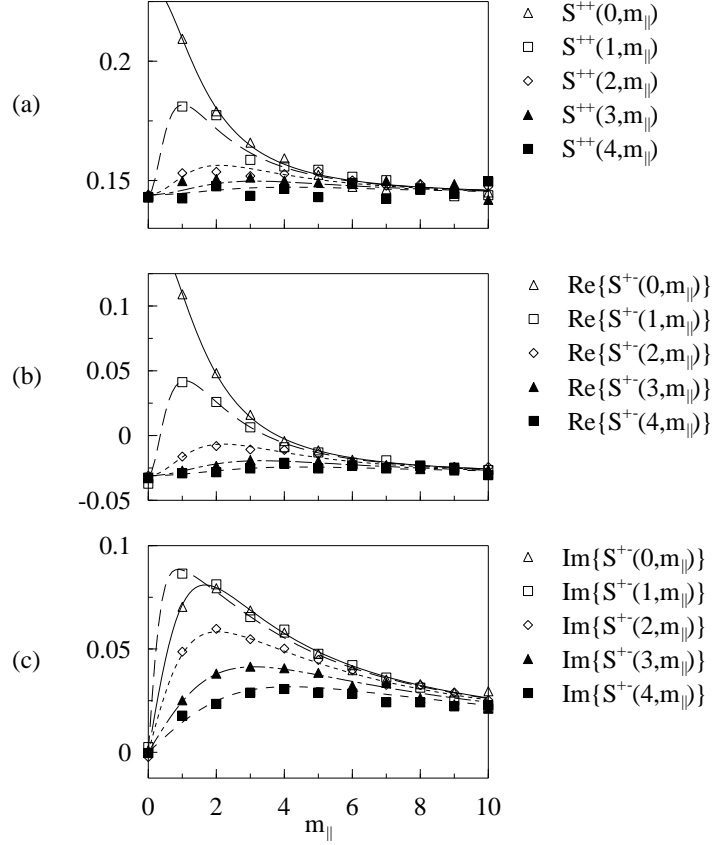 (a)
0.2
0.15
S⁺⁺(0,m∥)
S⁺⁺(1,m∥)
S⁺⁺(2,m∥)
S⁺⁺(3,m∥)
S⁺⁺(4,m∥)
(b)
0.1
0.05
0
-0.05
Re{S⁺⁻(0,m∥)}
Re{S⁺⁻(1,m∥)}
Re{S⁺⁻(2,m∥)}
Re{S⁺⁻(3,m∥)}
Re{S⁺⁻(4,m∥)}
(c)
0.1
0.05
0
Im{S⁺⁻(0,m∥)}
Im{S⁺⁻(1,m∥)}
Im{S⁺⁻(2,m∥)}
Im{S⁺⁻(3,m∥)}
Im{S⁺⁻(4,m∥)}
0 2 4 6 8 10
m∥